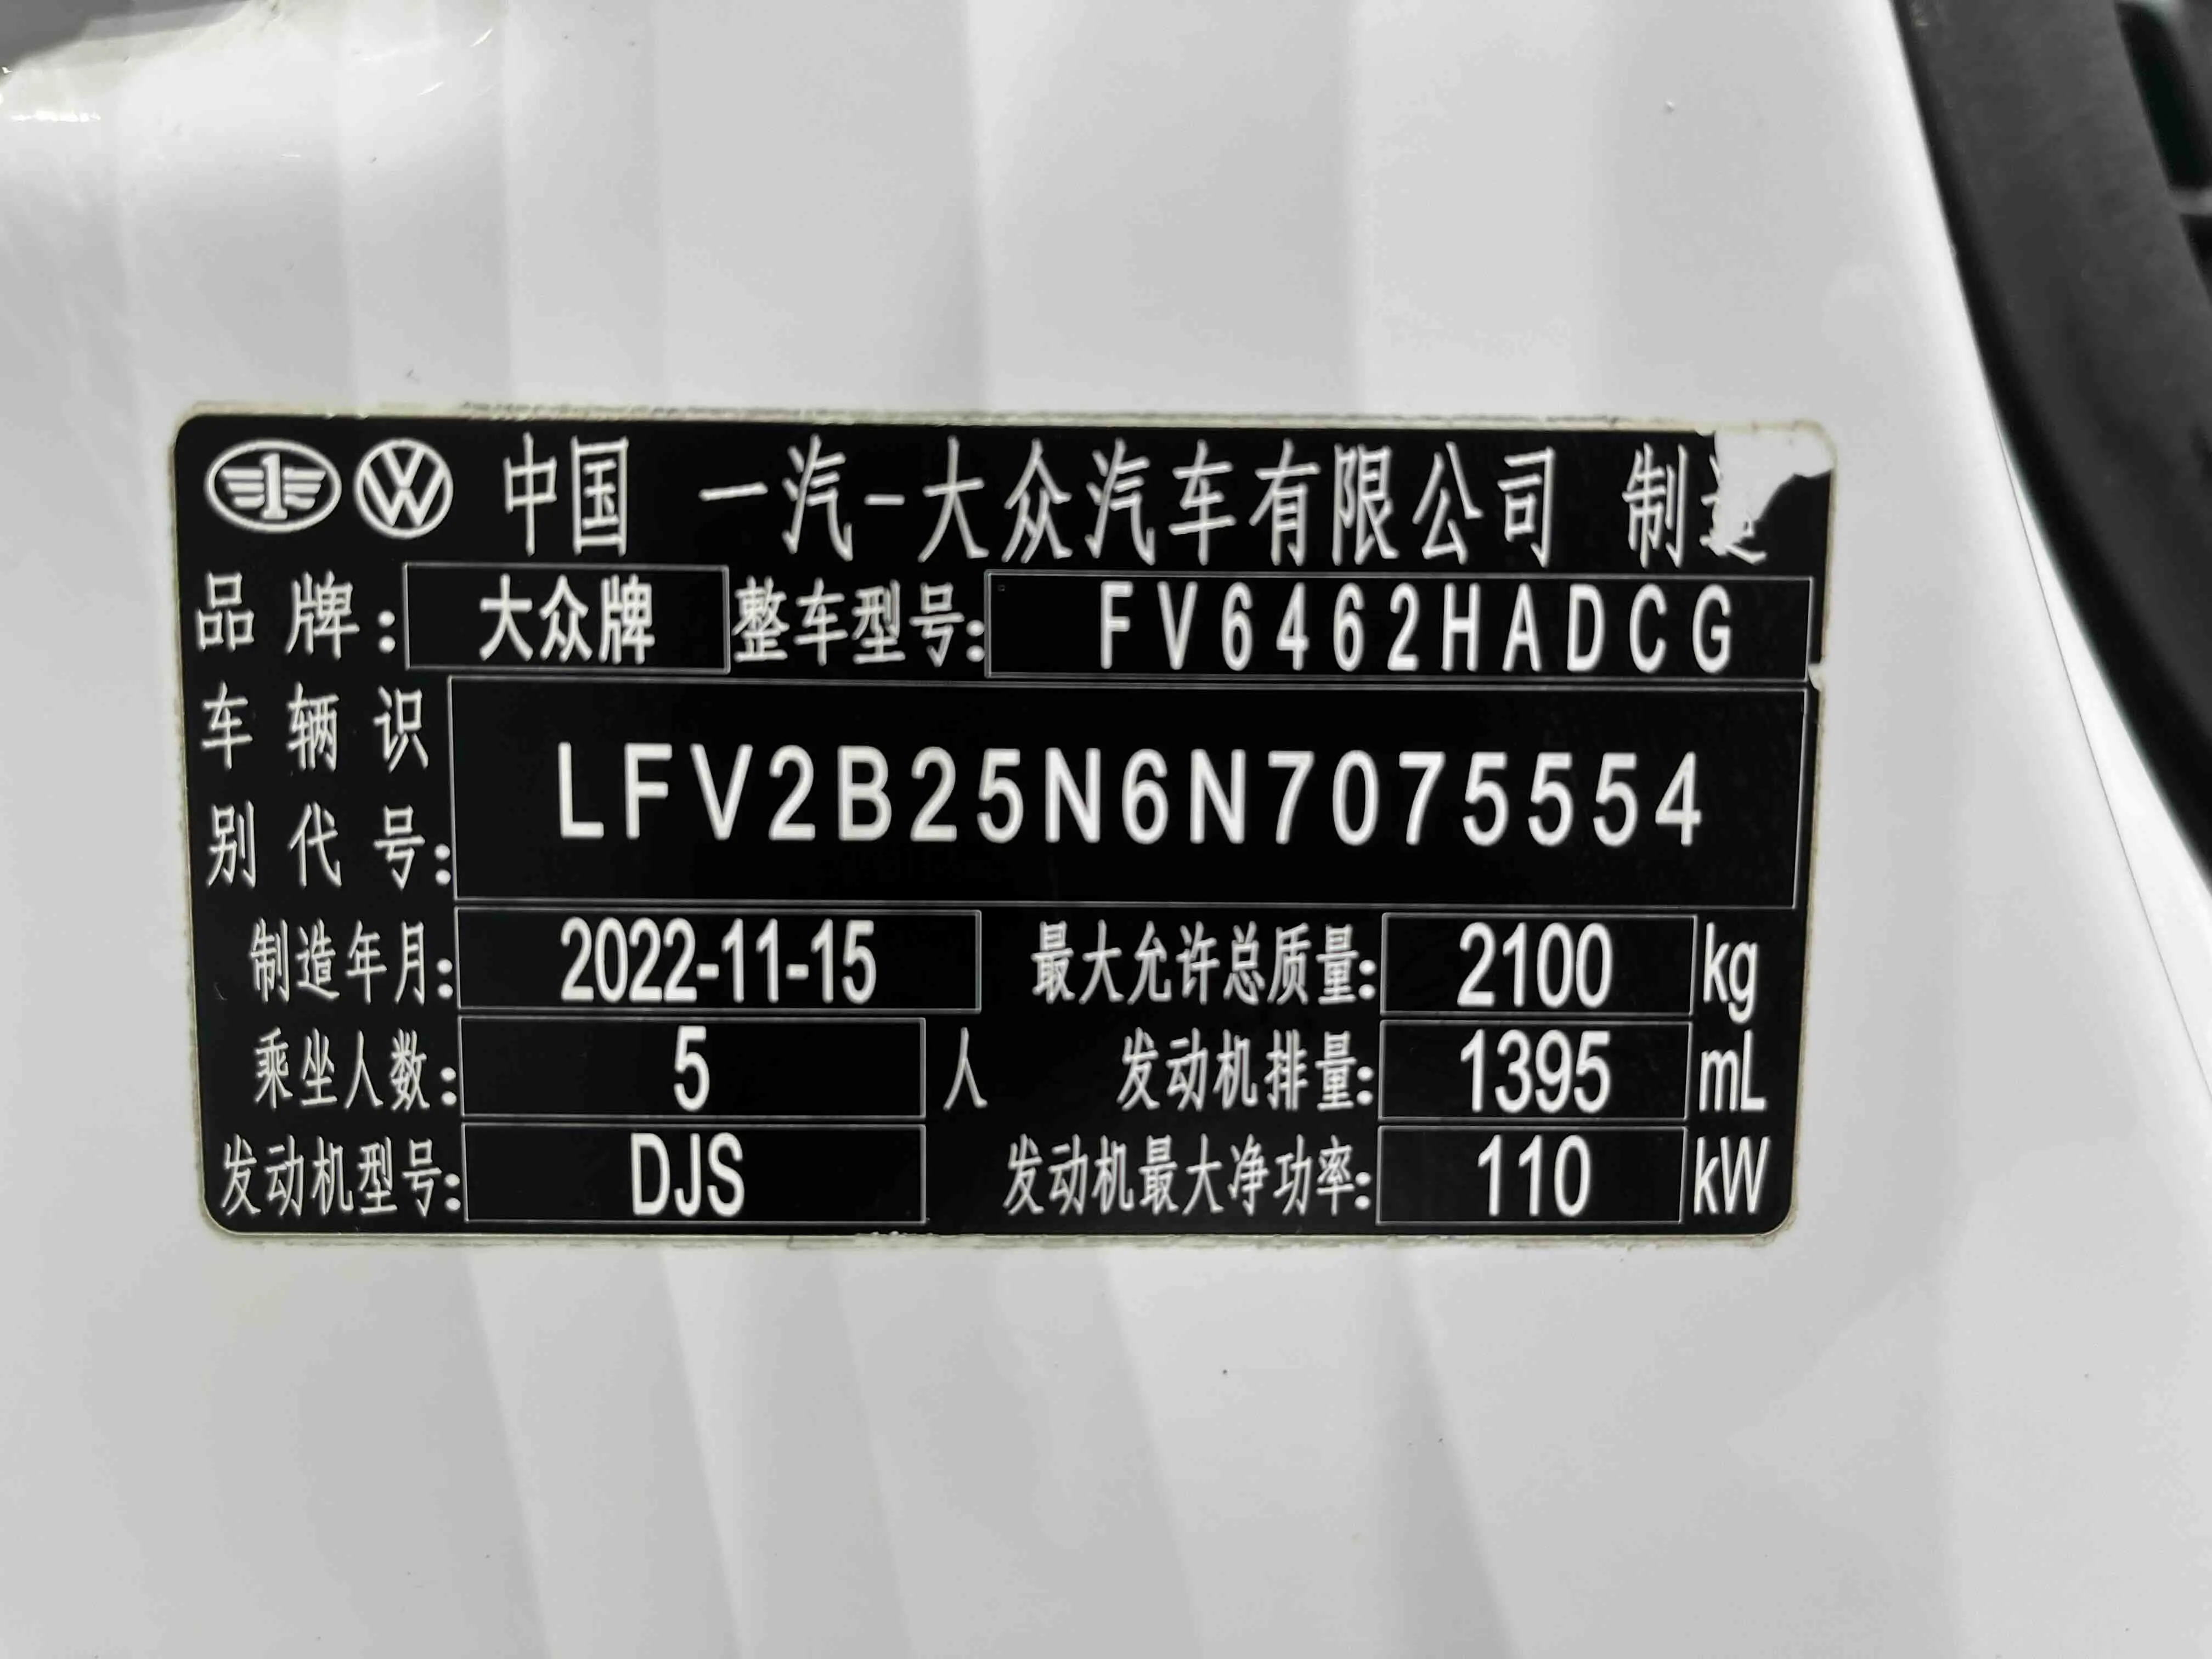 中国 一汽-大众汽车有限公司 制造
品牌: 大众牌 整车型号: FV6462HADCG
车辆识
别代号: LFV2B25N6N7075554
制造年月: 2022-11-15 最大允许总质量: 2100 kg
乘坐人数: 5 人 发动机排量: 1395 mL
发动机型号: DJS 发动机最大净功率: 110 kW